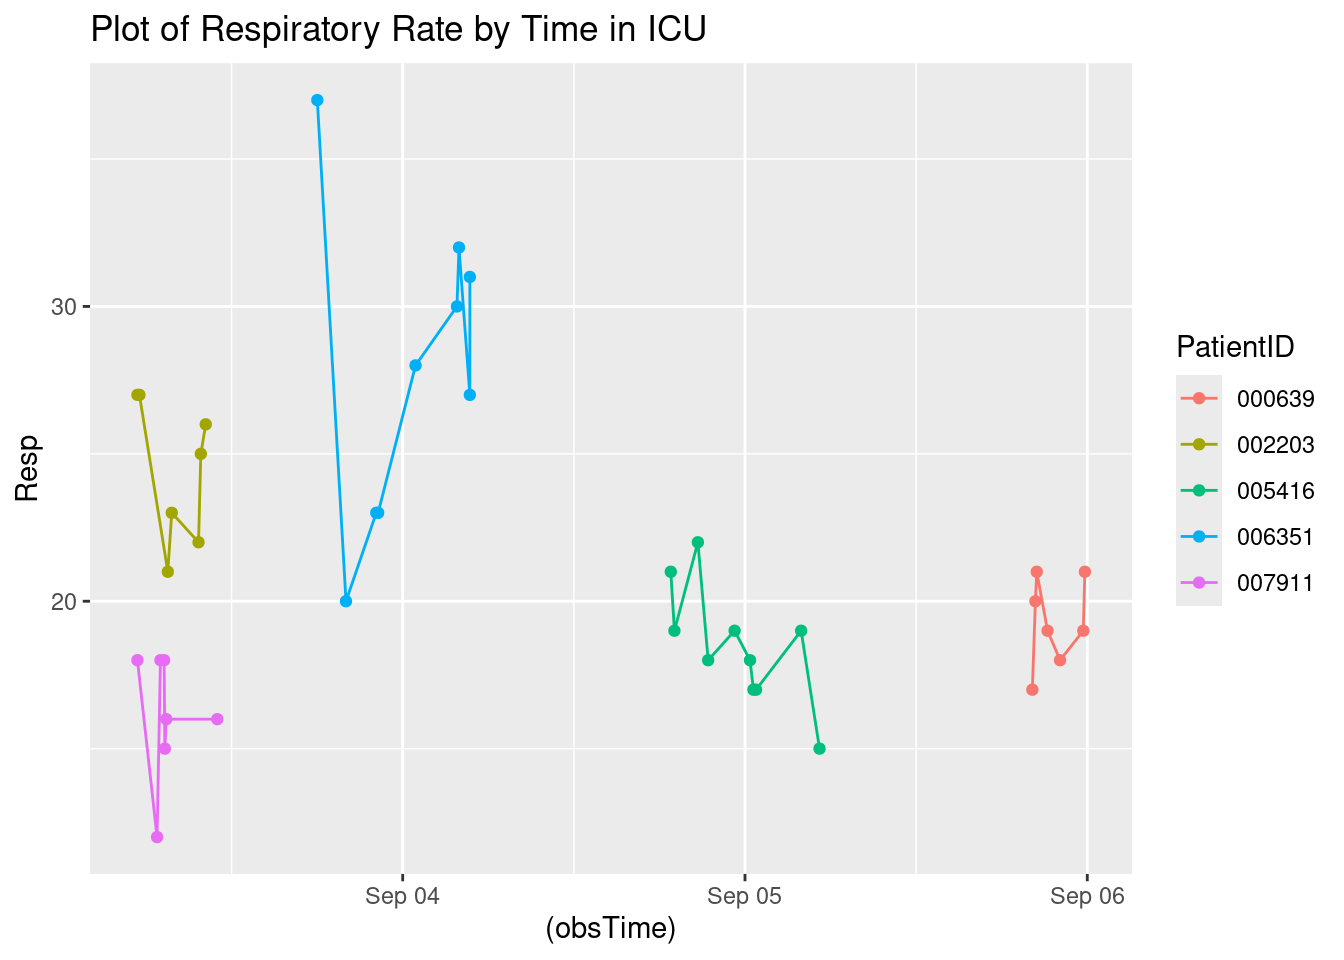 Plot of Respiratory Rate by Time in ICU
Resp
30
20
Sep 04
Sep 05
Sep 06
(obsTime)
PatientID
000639
002203
005416
006351
007911